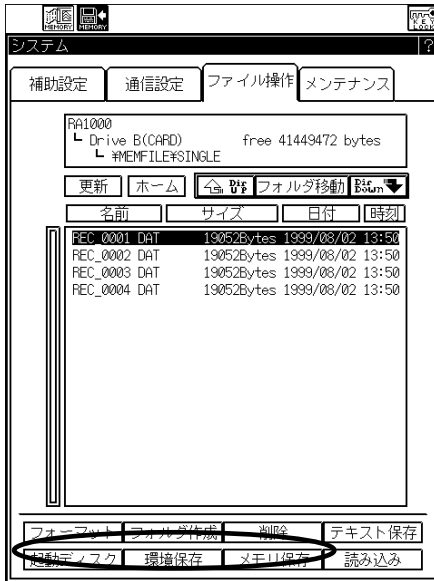 MEMORY MEMORY KEY LOCK
システム ?
補助設定 通信設定 ファイル操作 メンテナンス
RA1000
Drive B(CARD) free 41449472 bytes
¥MEMFILE¥SINGLE
更新 ホーム Dir UP フォルダ移動 Dir Down
名前 サイズ 日付 時刻
REC_0001 DAT 19052Bytes 1999/08/02 13:50
REC_0002 DAT 19052Bytes 1999/08/02 13:50
REC_0003 DAT 19052Bytes 1999/08/02 13:50
REC_0004 DAT 19052Bytes 1999/08/02 13:50
フォーマット フォルダ作成 削除 テキスト保存
起動ディスク 環境保存 メモリ保存 読み込み